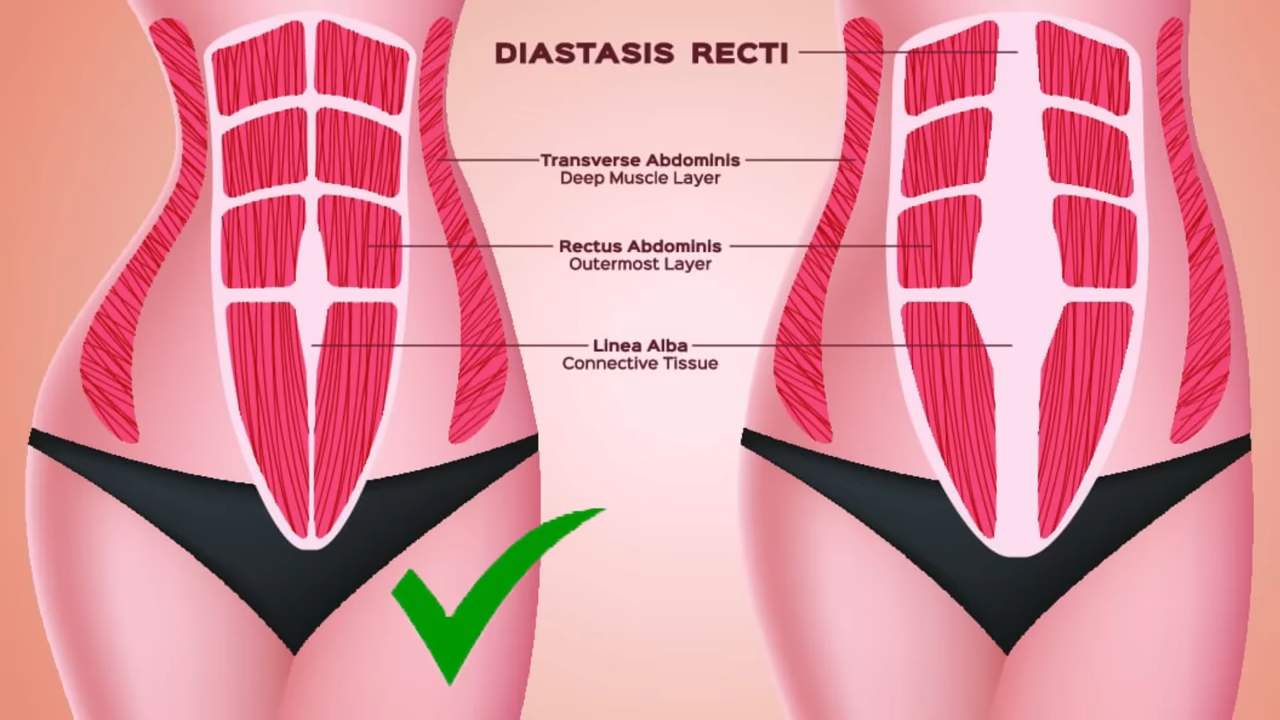 DIASTASIS RECTI
Transverse Abdominis
Deep Muscle Layer
Rectus Abdominis
Outermost Layer
Linea Alba
Connective Tissue